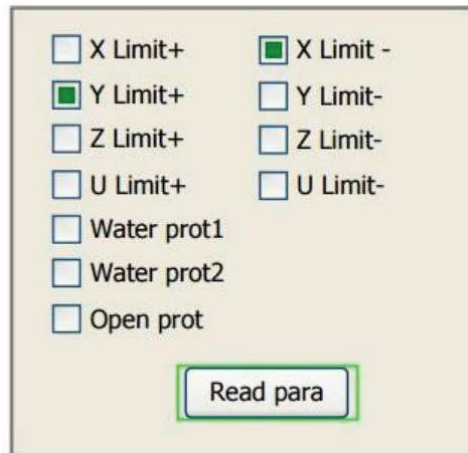 X Limit+ X Limit -
Y Limit+ Y Limit-
Z Limit+ Z Limit-
U Limit+ U Limit-
Water prot1
Water prot2
Open prot
Read para